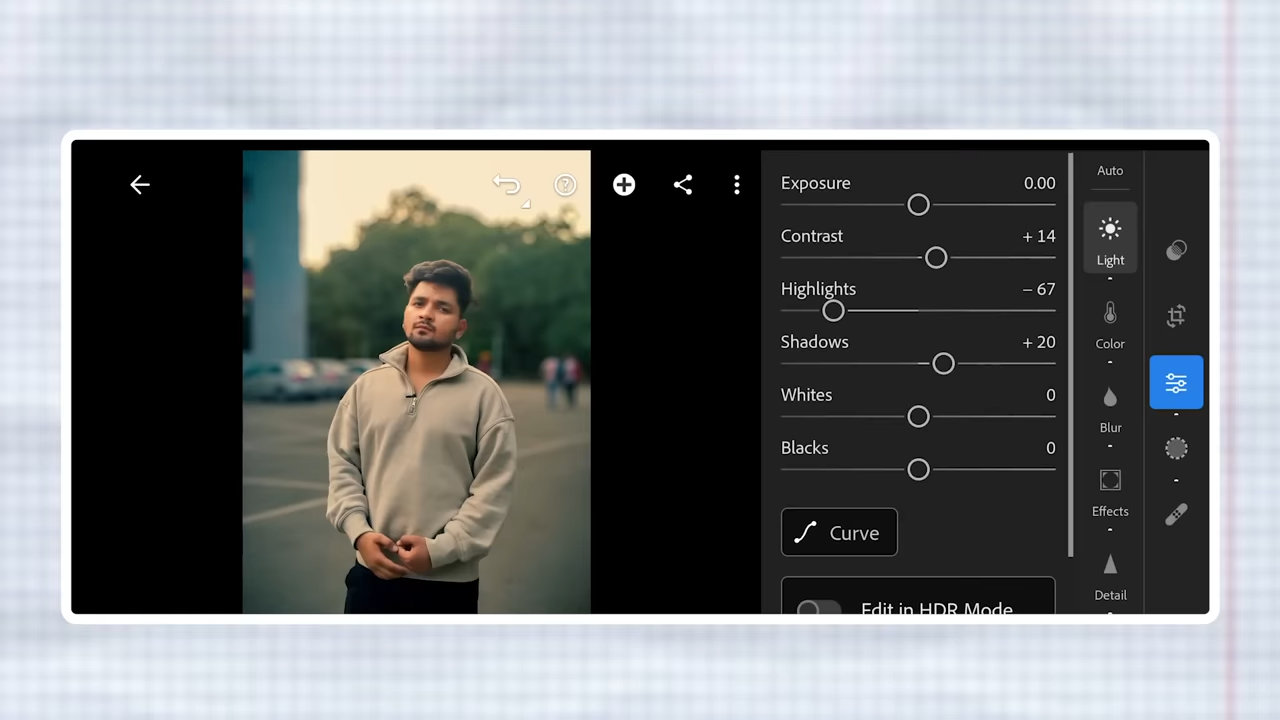 Exposure 0.00
Contrast + 14
Highlights – 67
Shadows + 20
Whites 0
Blacks 0
Curve
Edit in HDR Mode
Auto
Light
Color
Blur
Effects
Detail